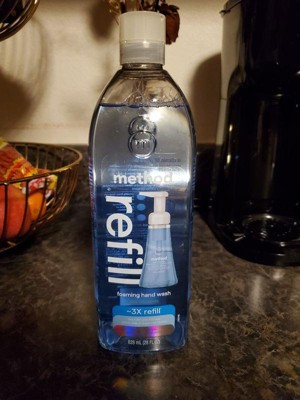 method
refill
foaming hand wash
~3X refill
828 mL (28 FL. OZ.)